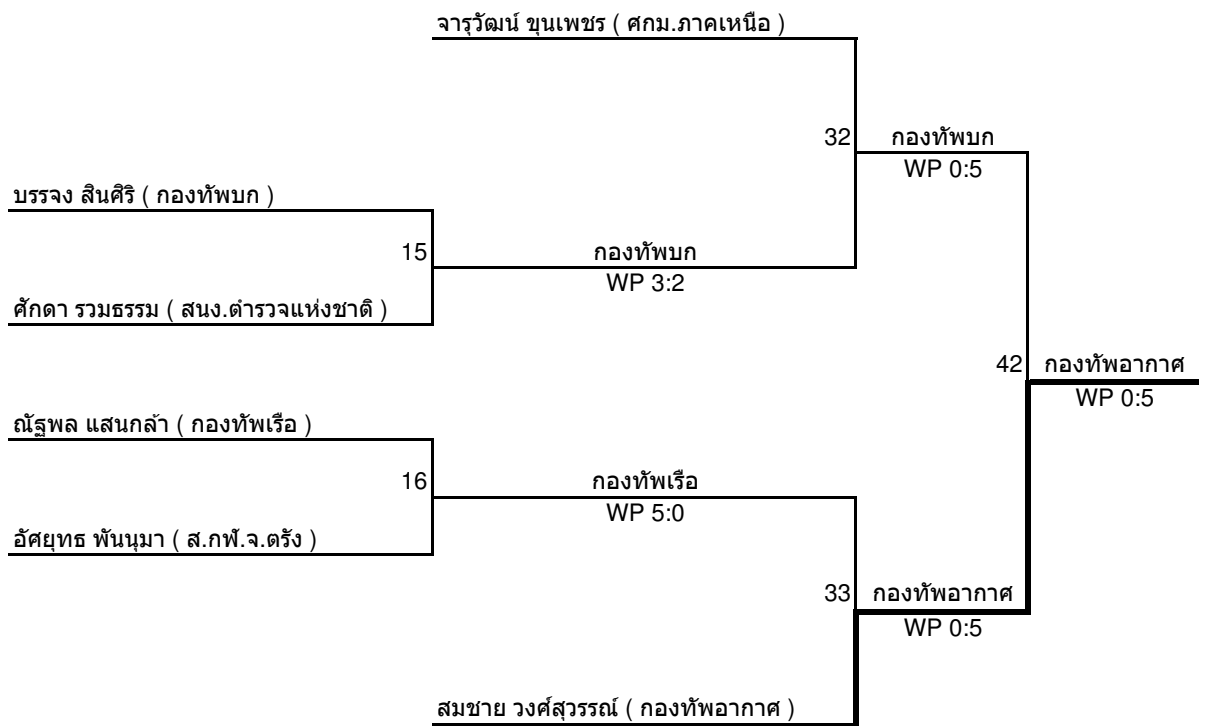 จารุวัฒน์ ขุนเพชร ( ศกม.ภาคเหนือ )
32 กองทัพบก
WP 0:5
บรรจง สินศิริ ( กองทัพบก )
15 กองทัพบก
WP 3:2
ศักดา รวมธรรม ( สนง.ตำรวจแห่งชาติ )
42 กองทัพอากาศ
WP 0:5
ณัฐพล แสนกล้า ( กองทัพเรือ )
16 กองทัพเรือ
WP 5:0
อัศยุทธ พันนุมา ( ส.กฬ.จ.ตรัง )
33 กองทัพอากาศ
WP 0:5
สมชาย วงศ์สุวรรณ์ ( กองทัพอากาศ )